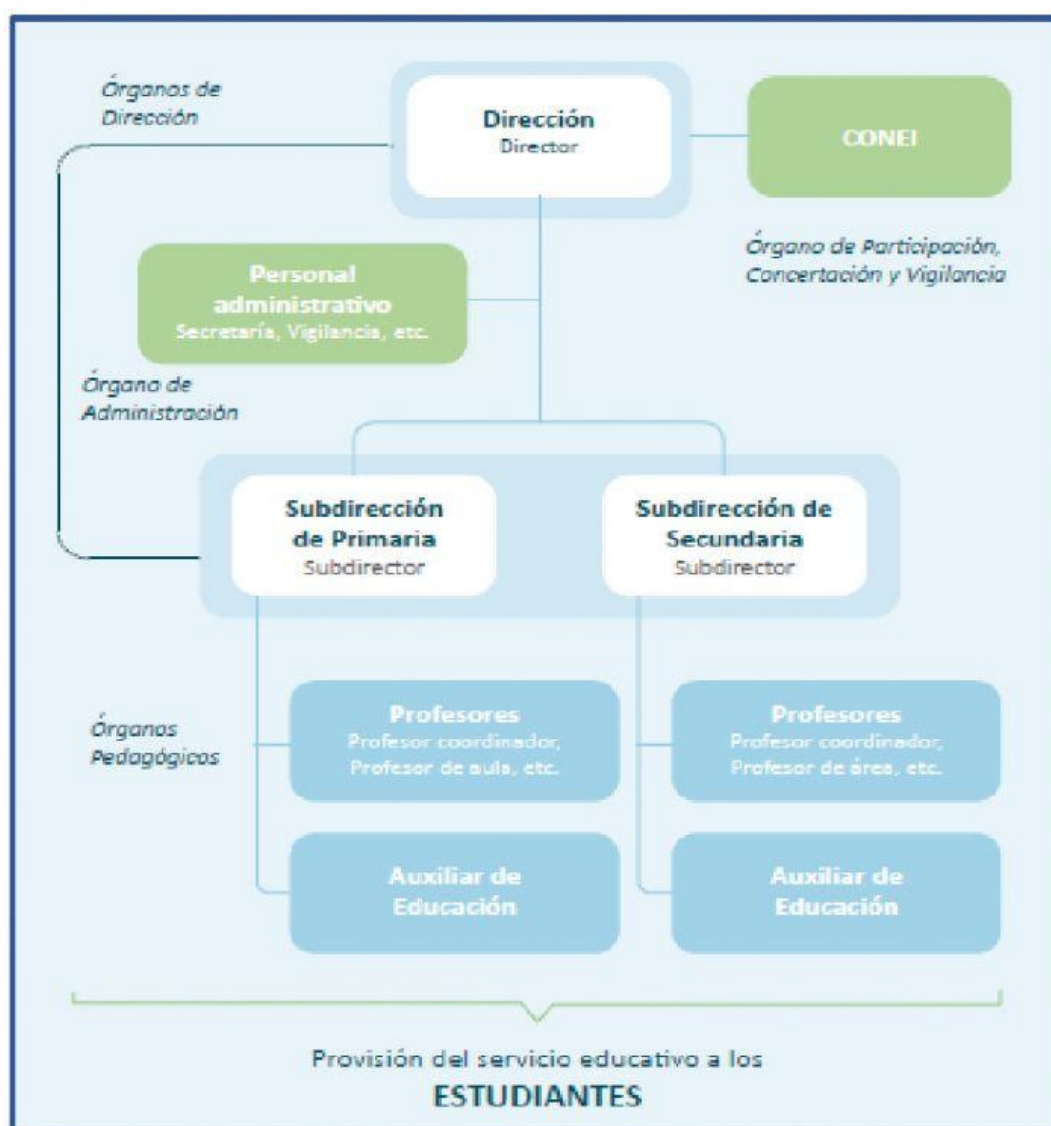 Órganos de
Dirección
Dirección
Director
CONEI
Órgano de Participación,
Concertación y Vigilancia
Personal
administrativo
Secretaría, Vigilancia, etc.
Órgano de
Administración
Subdirección
de Primaria
Subdirector
Subdirección de
Secundaria
Subdirector
Órganos
Pedagógicos
Profesores
Profesor coordinador,
Profesor de aula, etc.
Profesores
Profesor coordinador,
Profesor de área, etc.
Auxiliar de
Educación
Auxiliar de
Educación
Provisión del servicio educativo a los
ESTUDIANTES